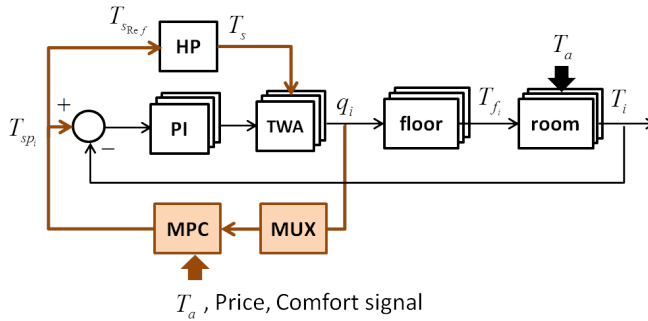 T_{s_{Ref}}
HP
T_s
T_a
+
T_{sp_i}
−
PI
TWA
q_i
floor
T_{f_i}
room
T_i
MPC
MUX
T_a , Price, Comfort signal